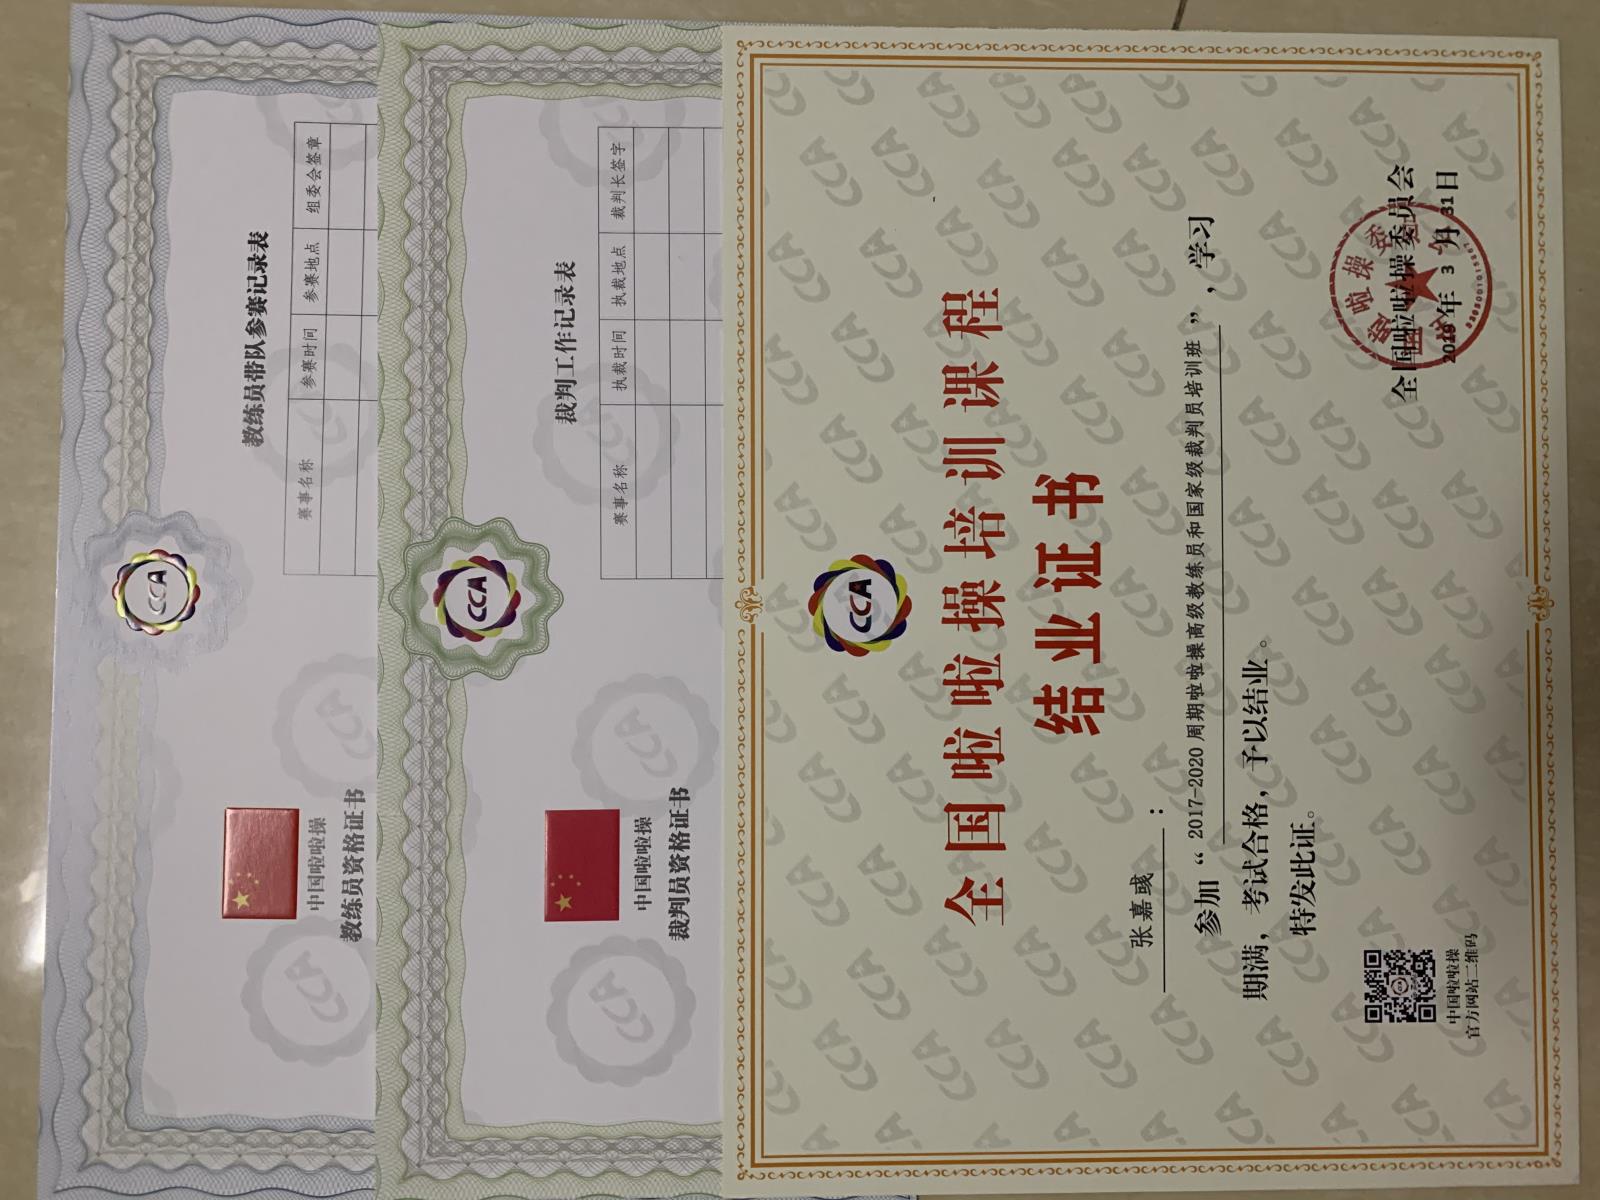 CCA
教练员带队参赛记录表
赛事名称 参赛时间 参赛地点 组委会签章
中国啦啦操
教练员资格证书
CCA
裁判工作记录表
赛事名称 执裁时间 执裁地点 裁判长签字
中国啦啦操
裁判员资格证书
CCA
全国啦啦操培训课程
结业证书
张嘉彧：
参加“2017-2020周期啦啦操高级教练员和国家级裁判员培训班”，学习
期满，考试合格，予以结业。
特发此证。
中国啦啦操
官方网站二维码
全国啦啦操委员会
2019年3月31日